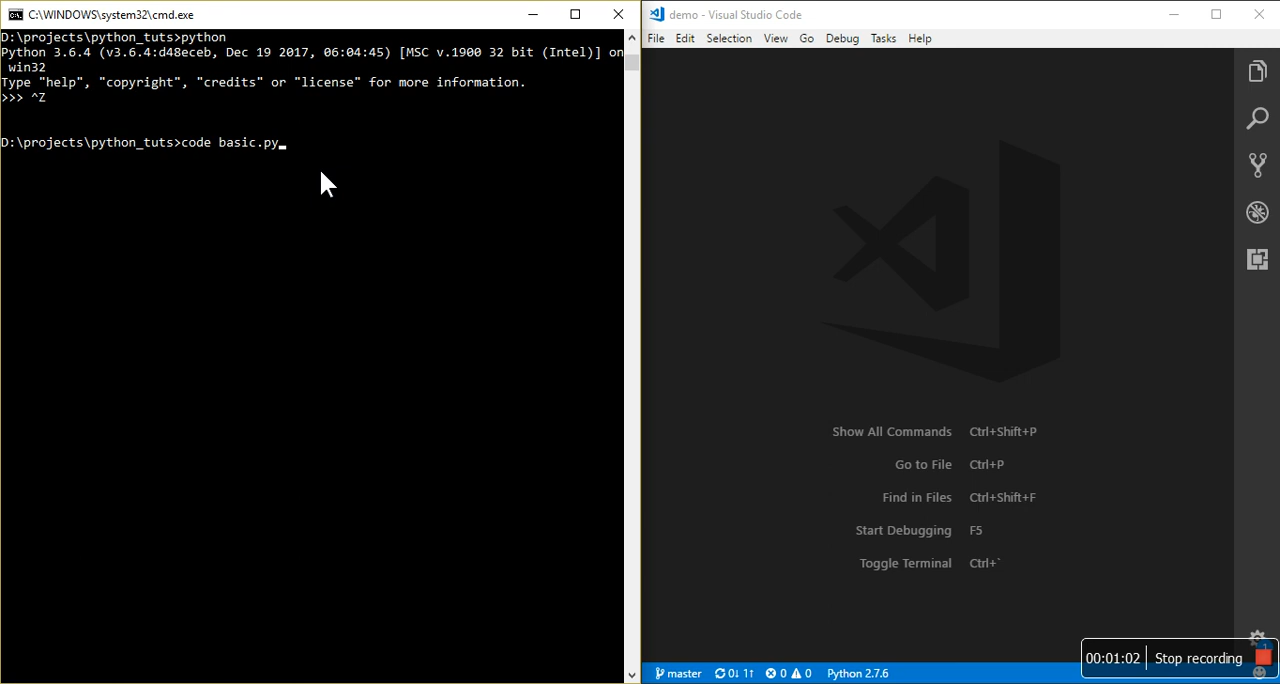 C:\WINDOWS\system32\cmd.exe
D:\projects\python_tuts>python
Python 3.6.4 (v3.6.4:d48eceb, Dec 19 2017, 06:04:45) [MSC v.1900 32 bit (Intel)] on
win32
Type "help", "copyright", "credits" or "license" for more information.
>>> ^Z
D:\projects\python_tuts>code basic.py
demo - Visual Studio Code
File Edit Selection View Go Debug Tasks Help
Show All Commands Ctrl+Shift+P
Go to File Ctrl+P
Find in Files Ctrl+Shift+F
Start Debugging F5
Toggle Terminal Ctrl+`
00:01:02 Stop recording 1
master 0↓ 1↑ 0 0 Python 2.7.6